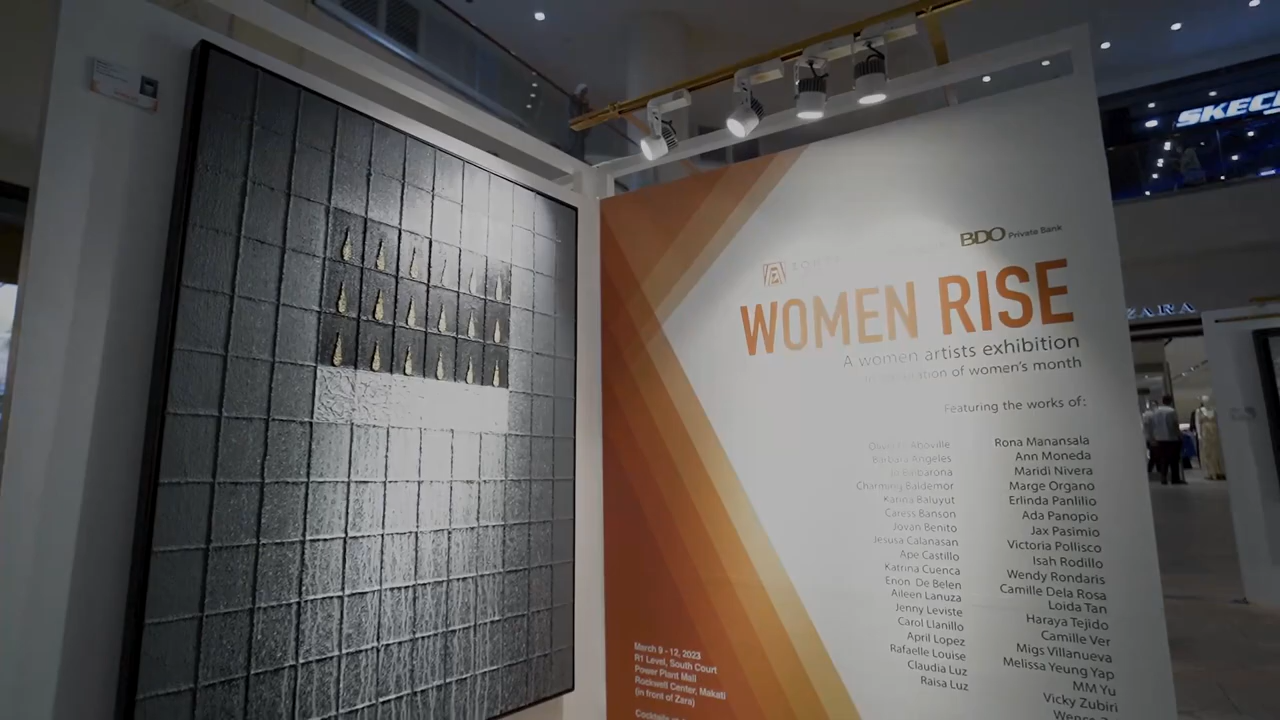 SKECH
ZARA
BDO Private Bank
WOMEN RISE
A women artists exhibition
of women's month
Featuring the works of:
Aboville
Barbara Angeles
Barbarona
Charming Baldemor
Karina Baluyut
Caress Banson
Jovan Benito
Jesusa Calanasan
Ape Castillo
Katrina Cuenca
Enon De Belen
Aileen Lanuza
Jenny Leviste
Carol Llanillo
April Lopez
Rafaelle Louise
Claudia Luz
Raisa Luz
Rona Manansala
Ann Moneda
Maridi Nivera
Marge Organo
Erlinda Panlilio
Ada Panopio
Jax Pasimio
Victoria Pollisco
Isah Rodillo
Wendy Rondaris
Camille Dela Rosa
Loida Tan
Haraya Tejido
Camille Ver
Migs Villanueva
Melissa Yeung Yap
MM Yu
Vicky Zubiri
March 9 - 12, 2023
R1 Level, South Court
Power Plant Mall
Rockwell Center, Makati
(in front of Zara)
Cocktails